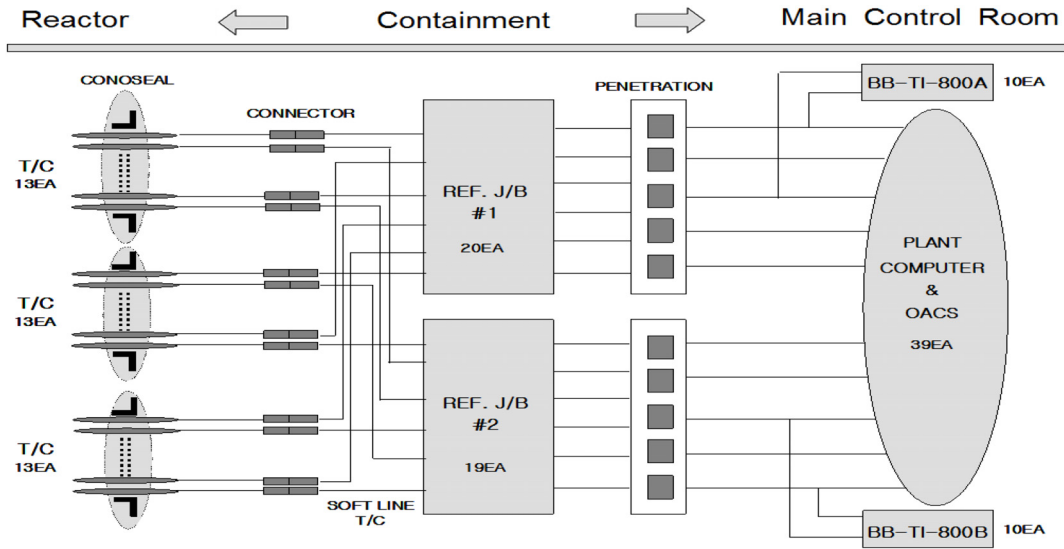 Reactor
Containment
Main Control Room
CONOSEAL
CONNECTOR
PENETRATION
BB-TI-800A
10EA
T/C
13EA
REF. J/B
#1
20EA
T/C
13EA
PLANT
COMPUTER
&
OACS
39EA
REF. J/B
#2
19EA
T/C
13EA
SOFT LINE
T/C
BB-TI-800B
10EA